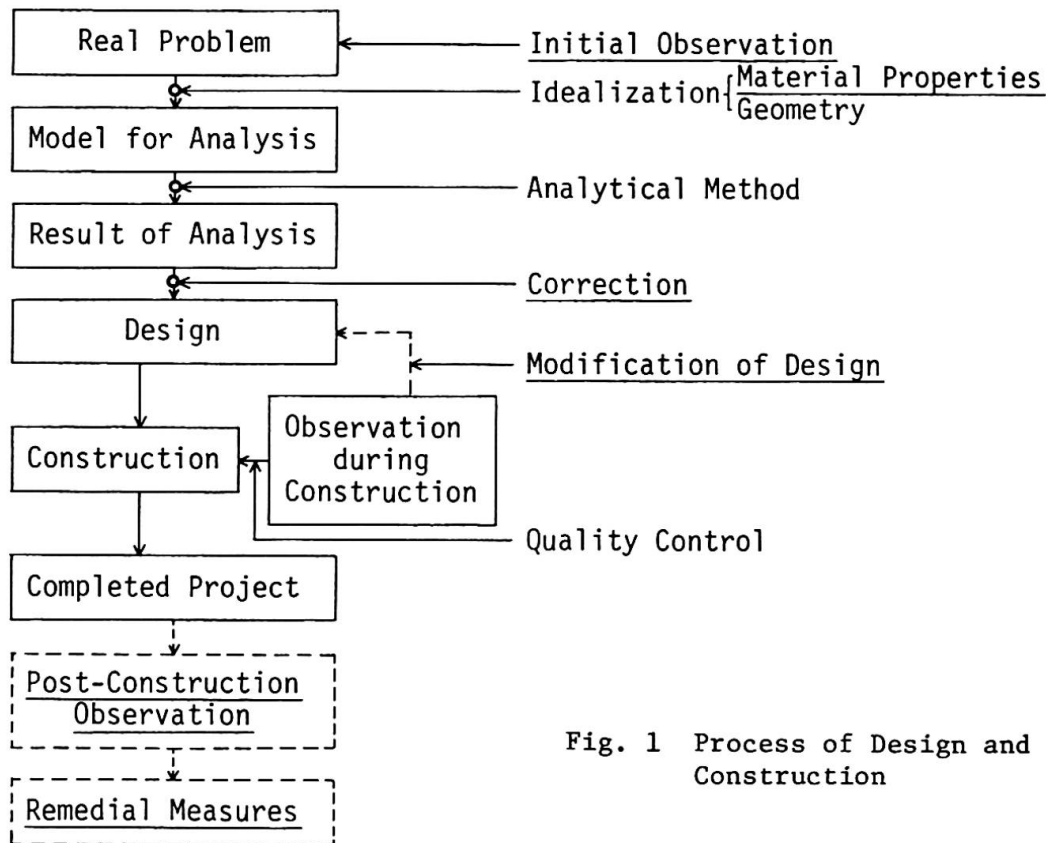 Real Problem
Initial Observation
Idealization { Material Properties
Geometry
Model for Analysis
Analytical Method
Result of Analysis
Correction
Design
Modification of Design
Observation
during
Construction
Construction
Quality Control
Completed Project
Post-Construction
Observation
Remedial Measures
Fig. 1 Process of Design and
Construction